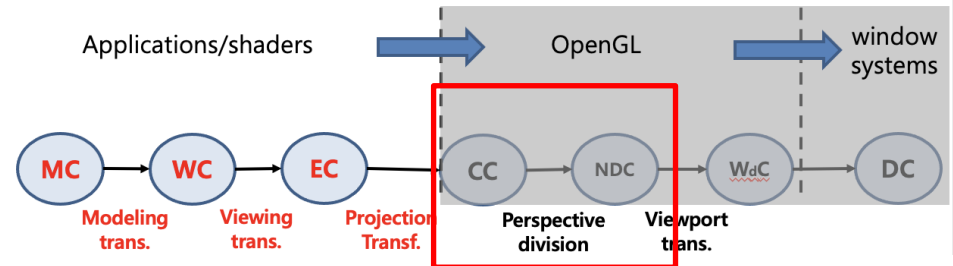 Applications/shaders
OpenGL
window
systems
MC
WC
EC
CC
NDC
WdC
DC
Modeling
trans.
Viewing
trans.
Projection
Transf.
Perspective
division
Viewport
trans.